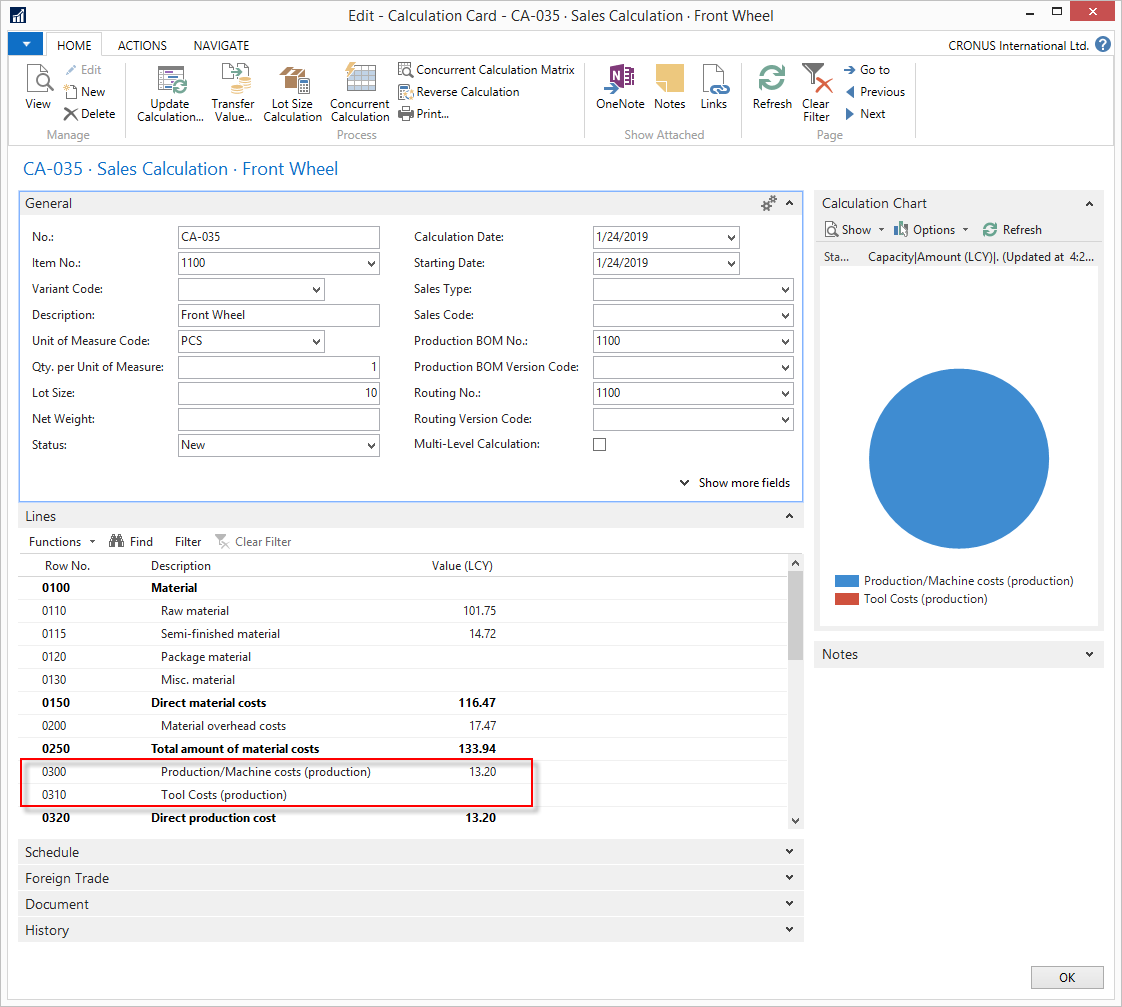 Edit - Calculation Card - CA-035 · Sales Calculation · Front Wheel
HOME ACTIONS NAVIGATE
CRONUS International Ltd.
View
Edit
New
Delete
Manage
Update Calculation...
Transfer Value...
Lot Size Calculation
Concurrent Calculation
Concurrent Calculation Matrix
Reverse Calculation
Print...
Process
OneNote
Notes
Links
Show Attached
Refresh
Clear Filter
Go to
Previous
Next
Page
CA-035 · Sales Calculation · Front Wheel
General
No.: CA-035
Item No.: 1100
Variant Code:
Description: Front Wheel
Unit of Measure Code: PCS
Qty. per Unit of Measure: 1
Lot Size: 10
Net Weight:
Status: New
Calculation Date: 1/24/2019
Starting Date: 1/24/2019
Sales Type:
Sales Code:
Production BOM No.: 1100
Production BOM Version Code:
Routing No.: 1100
Routing Version Code:
Multi-Level Calculation:
Show more fields
Lines
Functions Find Filter Clear Filter
Row No. Description Value (LCY)
0100 Material
0110 Raw material 101.75
0115 Semi-finished material 14.72
0120 Package material
0130 Misc. material
0150 Direct material costs 116.47
0200 Material overhead costs 17.47
0250 Total amount of material costs 133.94
0300 Production/Machine costs (production) 13.20
0310 Tool Costs (production)
0320 Direct production cost 13.20
Schedule
Foreign Trade
Document
History
Calculation Chart
Show Options Refresh
Sta... Capacity|Amount (LCY)|. (Updated at 4:2...
Production/Machine costs (production)
Tool Costs (production)
Notes
OK